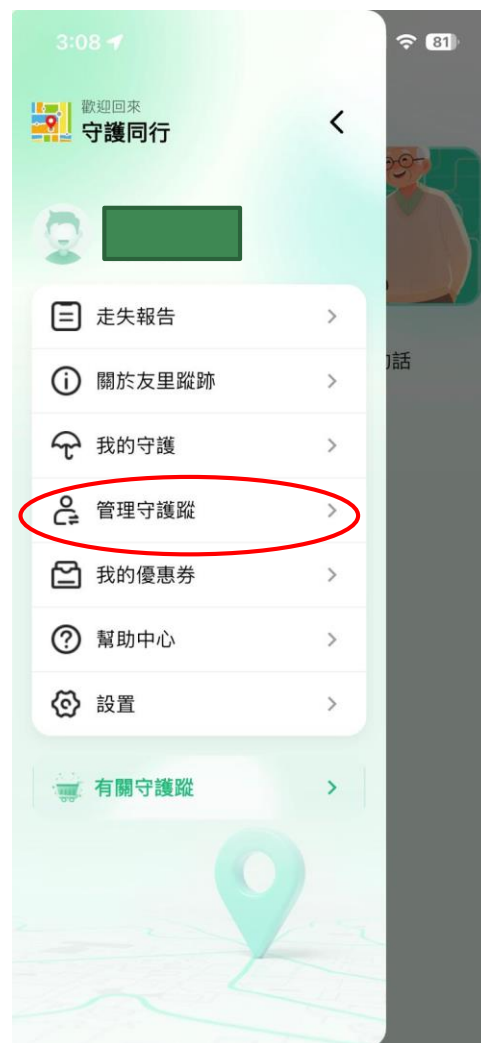 3:08
81
歡迎回來
守護同行
走失報告
關於友里蹤跡
我的守護
管理守護蹤
我的優惠券
幫助中心
設置
有關守護蹤
話